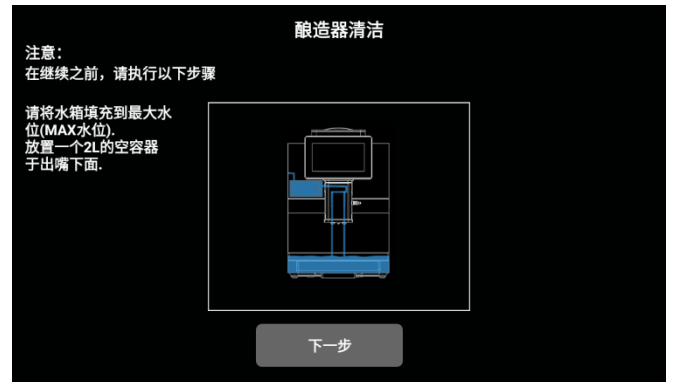 酿造器清洁
注意：
在继续之前，请执行以下步骤
请将水箱填充到最大水
位(MAX水位).
放置一个2L的空容器
于出嘴下面.
下一步